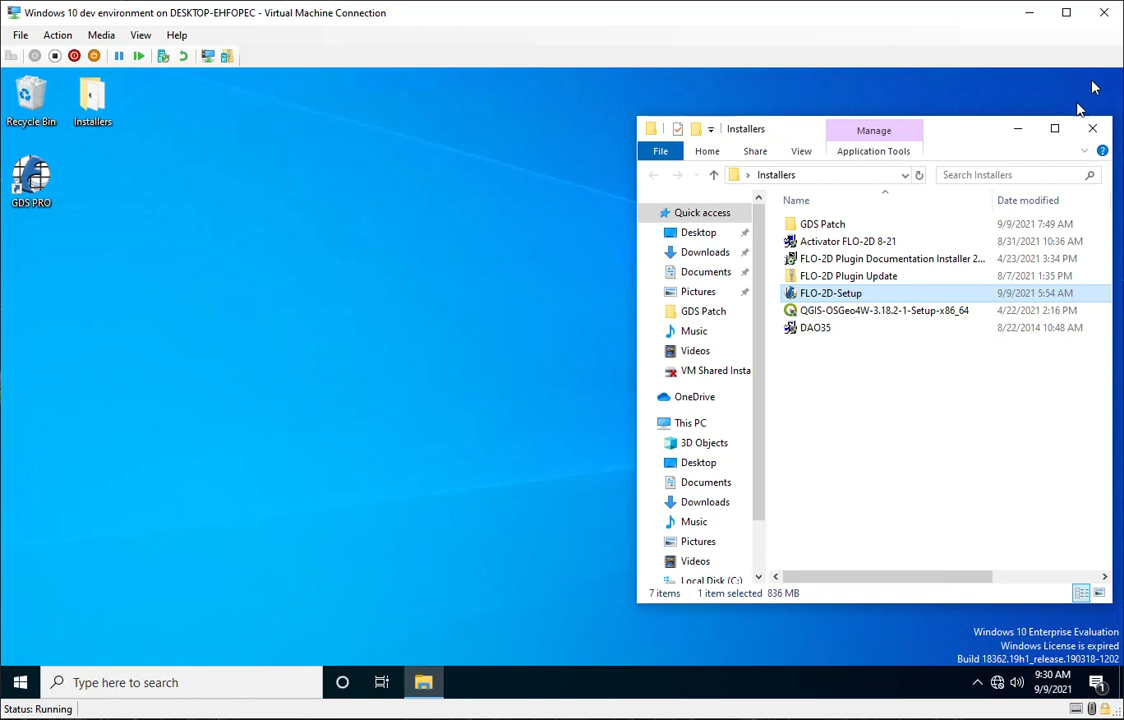 Windows 10 dev environment on DESKTOP-EHFOPEC - Virtual Machine Connection
File Action Media View Help
Recycle Bin
Installers
GDS PRO
Installers
Manage
File Home Share View Application Tools
Installers
Search Installers
Name Date modified
GDS Patch 9/9/2021 7:49 AM
Activator FLO-2D 8-21 8/31/2021 10:36 AM
FLO-2D Plugin Documentation Installer 2... 4/23/2021 3:34 PM
FLO-2D Plugin Update 8/7/2021 1:35 PM
FLO-2D-Setup 9/9/2021 5:54 AM
QGIS-OSGeo4W-3.18.2-1-Setup-x86_64 4/22/2021 2:16 PM
DAO35 8/22/2014 10:48 AM
Quick access
Desktop
Downloads
Documents
Pictures
GDS Patch
Music
Videos
VM Shared Insta
OneDrive
This PC
3D Objects
Desktop
Documents
Downloads
Music
Pictures
Videos
Local Disk (C:)
7 items 1 item selected 836 MB
Windows 10 Enterprise Evaluation
Windows License is expired
Build 18362.19h1_release.190318-1202
Type here to search
9:30 AM
9/9/2021
1
Status: Running